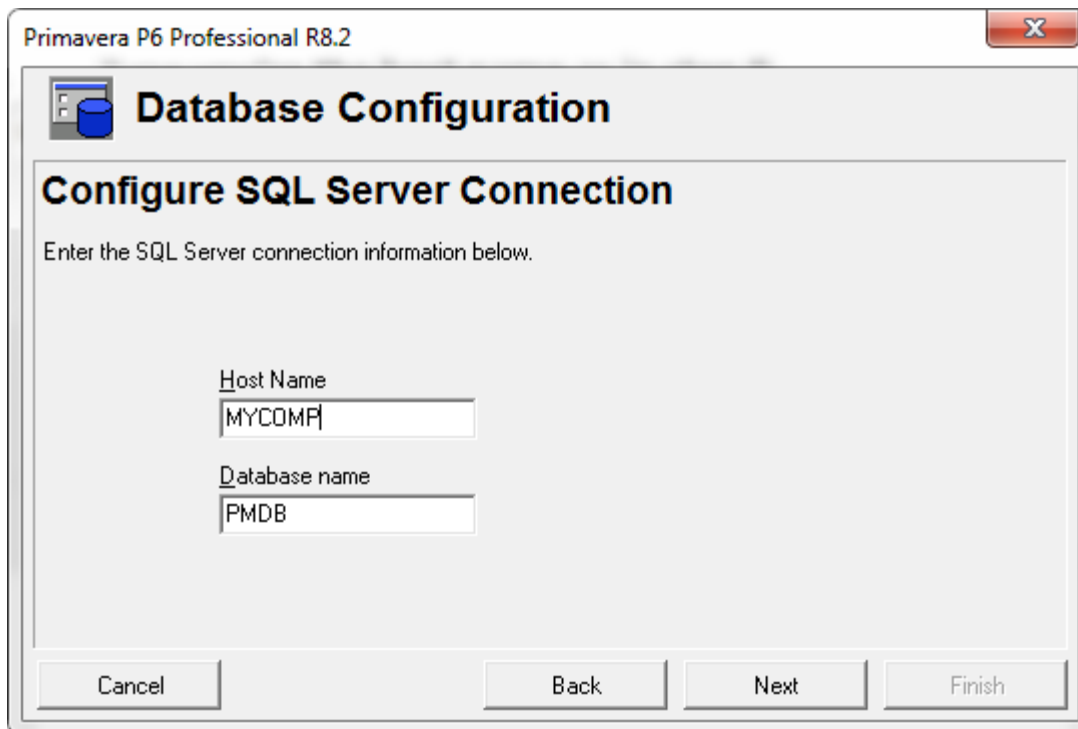 Primavera P6 Professional R8.2
Database Configuration
Configure SQL Server Connection
Enter the SQL Server connection information below.
Host Name
MYCOMP
Database name
PMDB
Cancel
Back
Next
Finish